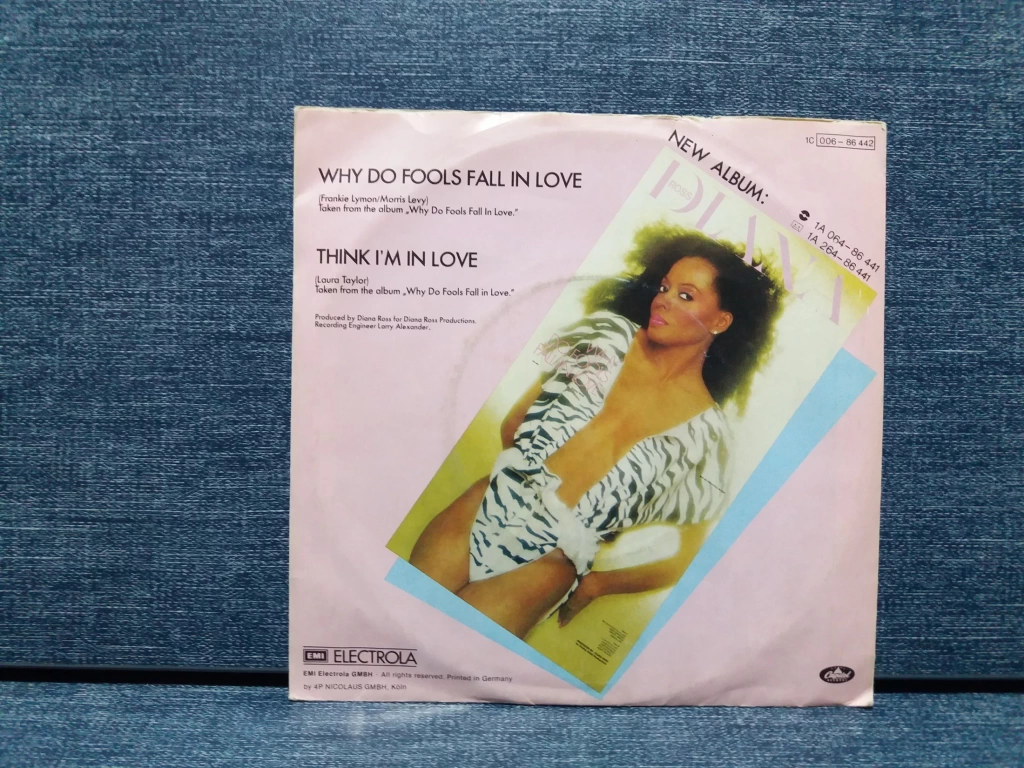 1C 006-86 442
WHY DO FOOLS FALL IN LOVE
(Frankie Lymon/Morris Levy)
Taken from the album „Why Do Fools Fall In Love.“
THINK I'M IN LOVE
(Laura Taylor)
Taken from the album „Why Do Fools Fall in Love.“
Produced by Diana Ross for Diana Ross Productions.
Recording Engineer Larry Alexander.
NEW ALBUM:
1A 064-86 441
1A 264-86 441
DIANA
ROSS
EMI ELECTROLA
EMI Electrola GMBH · All rights reserved. Printed in Germany
by 4P NICOLAUS GMBH, Köln
Capitol